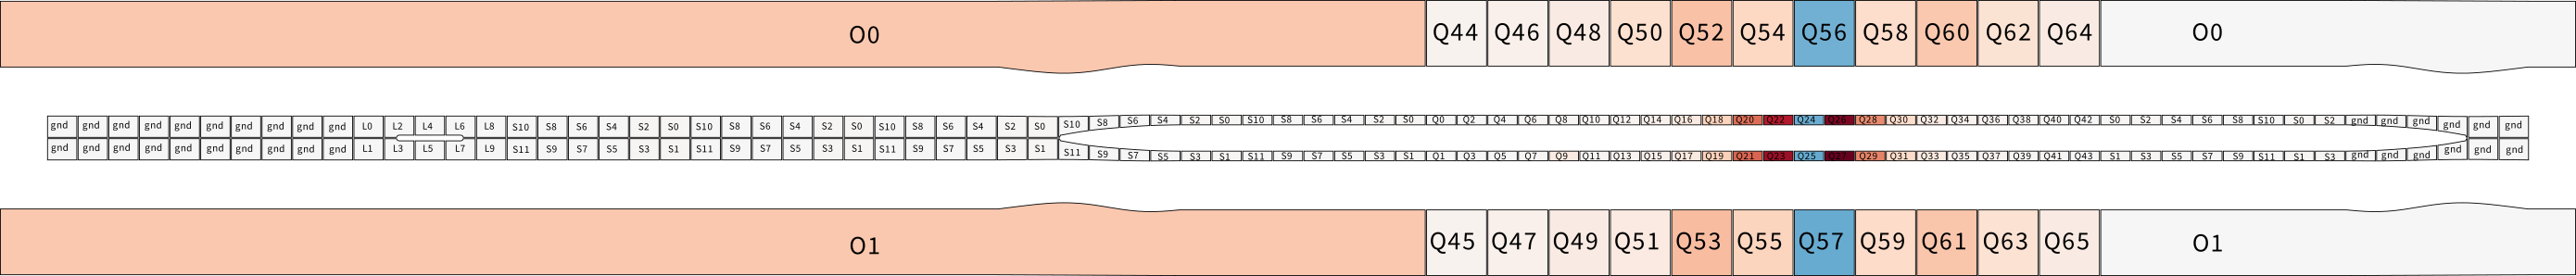 O0 Q44 Q46 Q48 Q50 Q52 Q54 Q56 Q58 Q60 Q62 Q64 O0
gnd gnd gnd gnd gnd gnd gnd gnd gnd gnd L0 L2 L4 L6 L8 S10 S8 S6 S4 S2 S0 S10 S8 S6 S4 S2 S0 S10 S8 S6 S4 S2 S0 S10 S8 S6 S4 S2 S0 S10 S8 S6 S4 S2 S0 Q0 Q2 Q4 Q6 Q8 Q10 Q12 Q14 Q16 Q18 Q20 Q22 Q24 Q26 Q28 Q30 Q32 Q34 Q36 Q38 Q40 Q42 S0 S2 S4 S6 S8 S10 S0 S2 gnd gnd gnd gnd gnd gnd
gnd gnd gnd gnd gnd gnd gnd gnd gnd gnd L1 L3 L5 L7 L9 S11 S9 S7 S5 S3 S1 S11 S9 S7 S5 S3 S1 S11 S9 S7 S5 S3 S1 S11 S9 S7 S5 S3 S1 S11 S9 S7 S5 S3 S1 Q1 Q3 Q5 Q7 Q9 Q11 Q13 Q15 Q17 Q19 Q21 Q23 Q25 Q27 Q29 Q31 Q33 Q35 Q37 Q39 Q41 Q43 S1 S3 S5 S7 S9 S11 S1 S3 gnd gnd gnd gnd gnd gnd
O1 Q45 Q47 Q49 Q51 Q53 Q55 Q57 Q59 Q61 Q63 Q65 O1